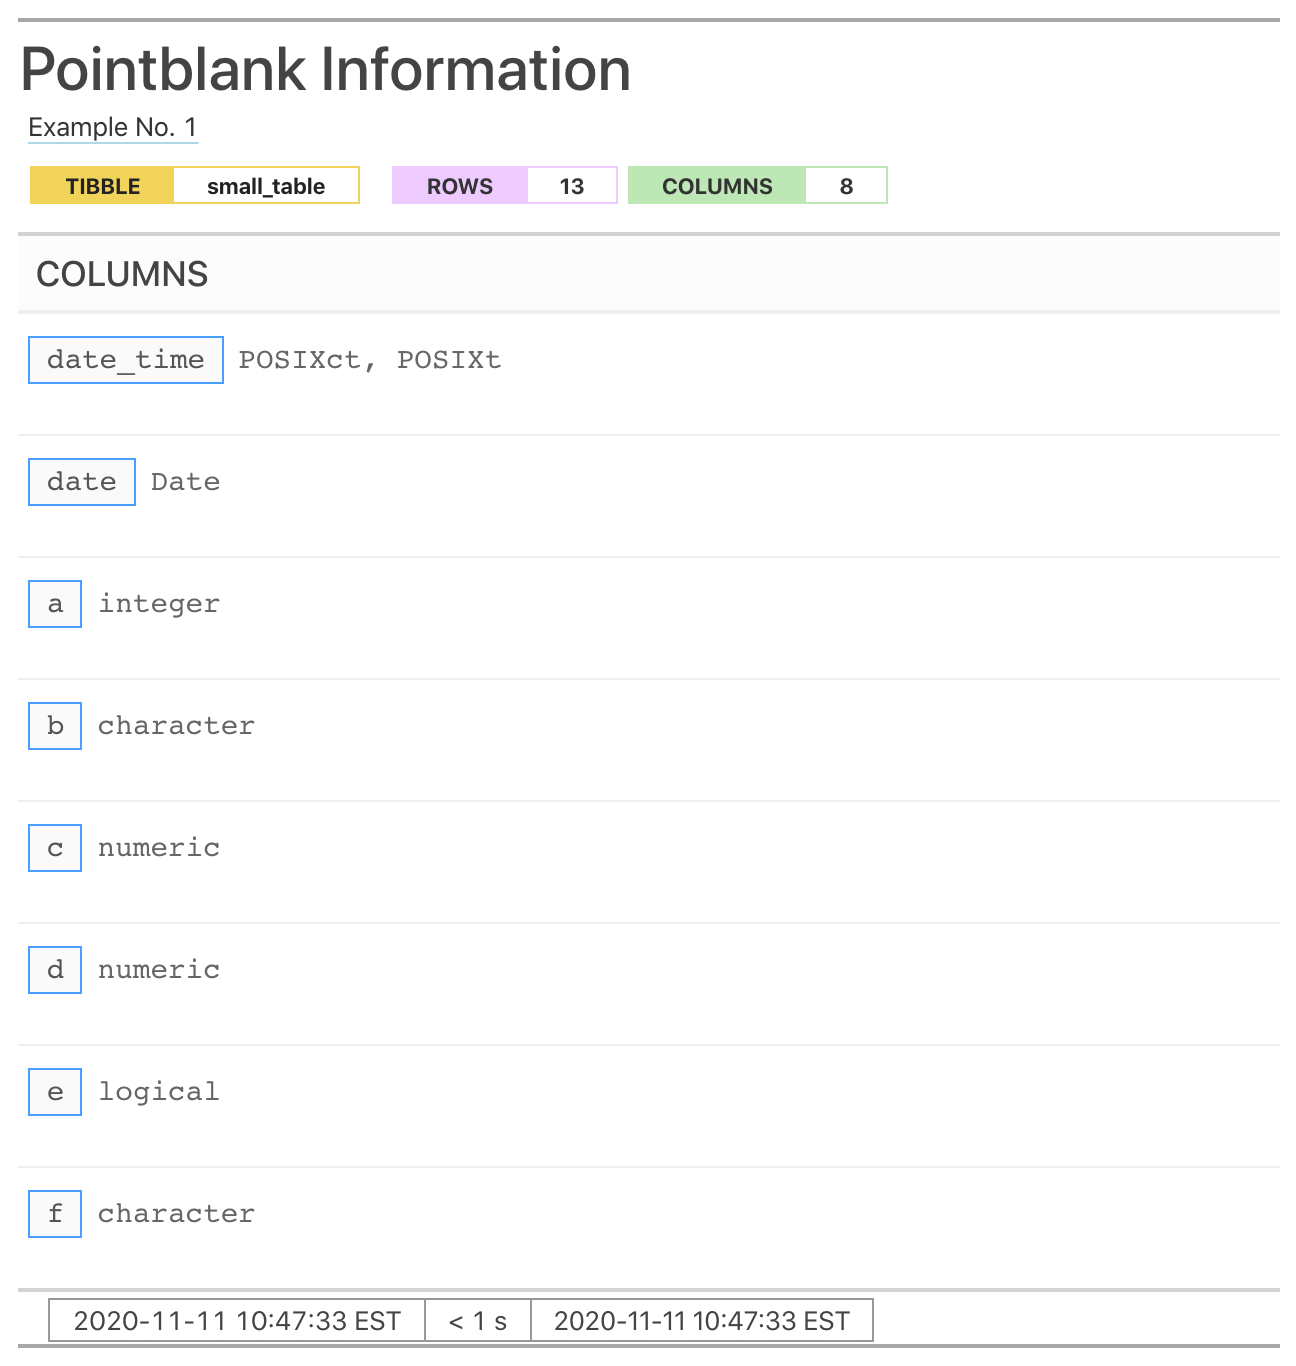 Pointblank Information
Example No. 1
TIBBLE small_table ROWS 13 COLUMNS 8
COLUMNS
date_time POSIXct, POSIXt
date Date
a integer
b character
c numeric
d numeric
e logical
f character
2020-11-11 10:47:33 EST < 1 s 2020-11-11 10:47:33 EST